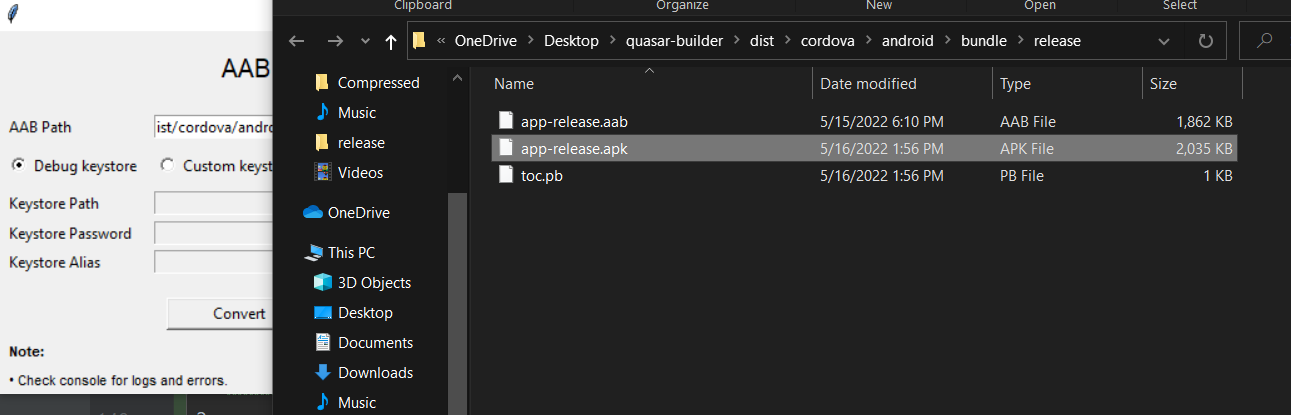 Clipboard Organize New Open Select
« OneDrive > Desktop > quasar-builder > dist > cordova > android > bundle > release
AAB
AAB Path
ist/cordova/andro
Debug keystore
Custom keyst
Keystore Path
Keystore Password
Keystore Alias
Convert
Note:
• Check console for logs and errors.
Compressed
Music
release
Videos
OneDrive
This PC
3D Objects
Desktop
Documents
Downloads
Music
Name Date modified Type Size
app-release.aab 5/15/2022 6:10 PM AAB File 1,862 KB
app-release.apk 5/16/2022 1:56 PM APK File 2,035 KB
toc.pb 5/16/2022 1:56 PM PB File 1 KB